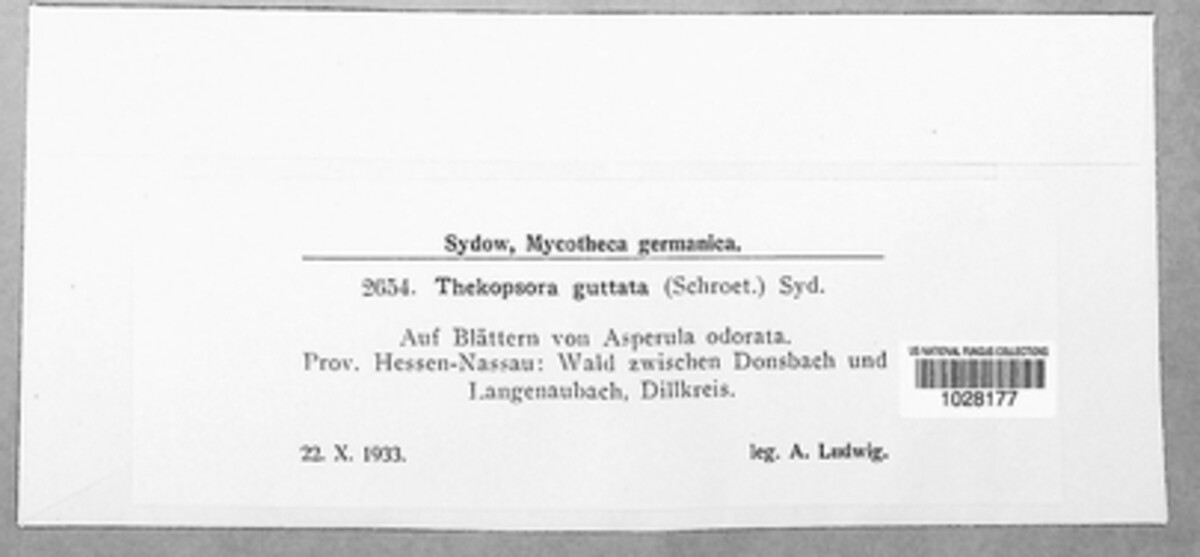 Sydow, Mycotheca germanica.
2654. Thekopsora guttata (Schroet.) Syd.
Auf Blättern von Asperula odorata.
Prov. Hessen-Nassau: Wald zwischen Donsbach und
Langenaubach, Dillkreis.
US NATIONAL FUNGUS COLLECTIONS
1028177
22. X. 1933.
leg. A. Ludwig.